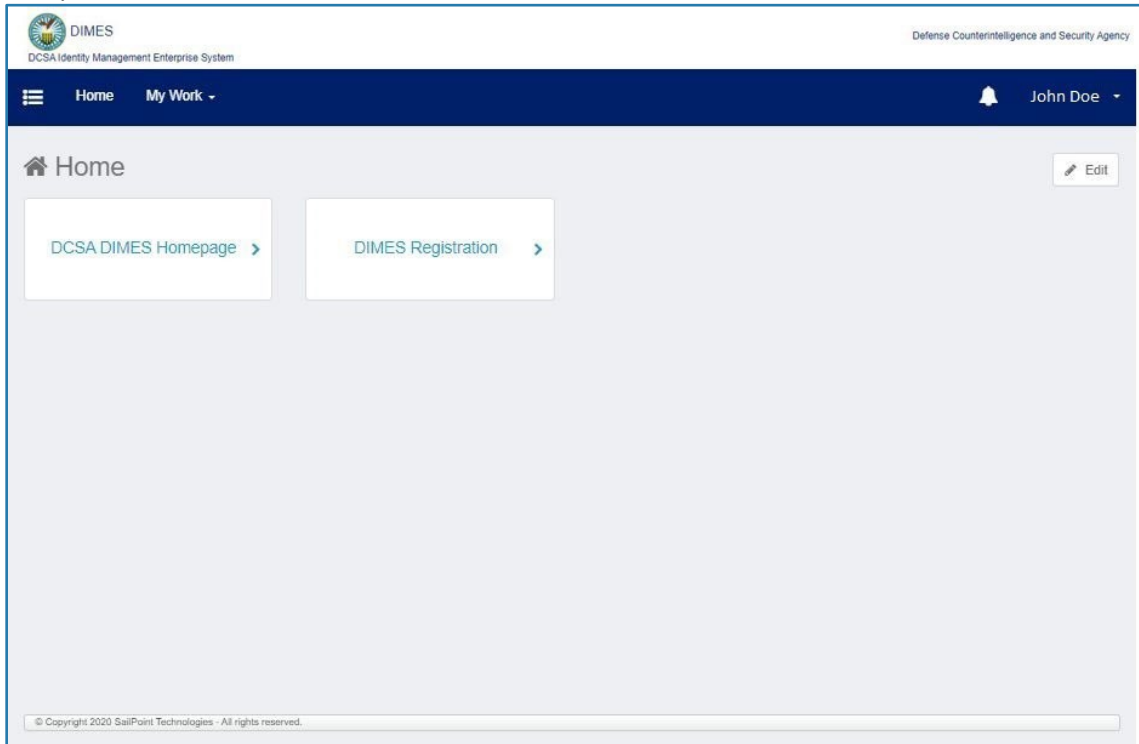 DIMES
Defense Counterintelligence and Security Agency
DCSA Identity Management Enterprise System
Home My Work John Doe
Home
Edit
DCSA DIMES Homepage DIMES Registration
© Copyright 2020 SailPoint Technologies - All rights reserved.